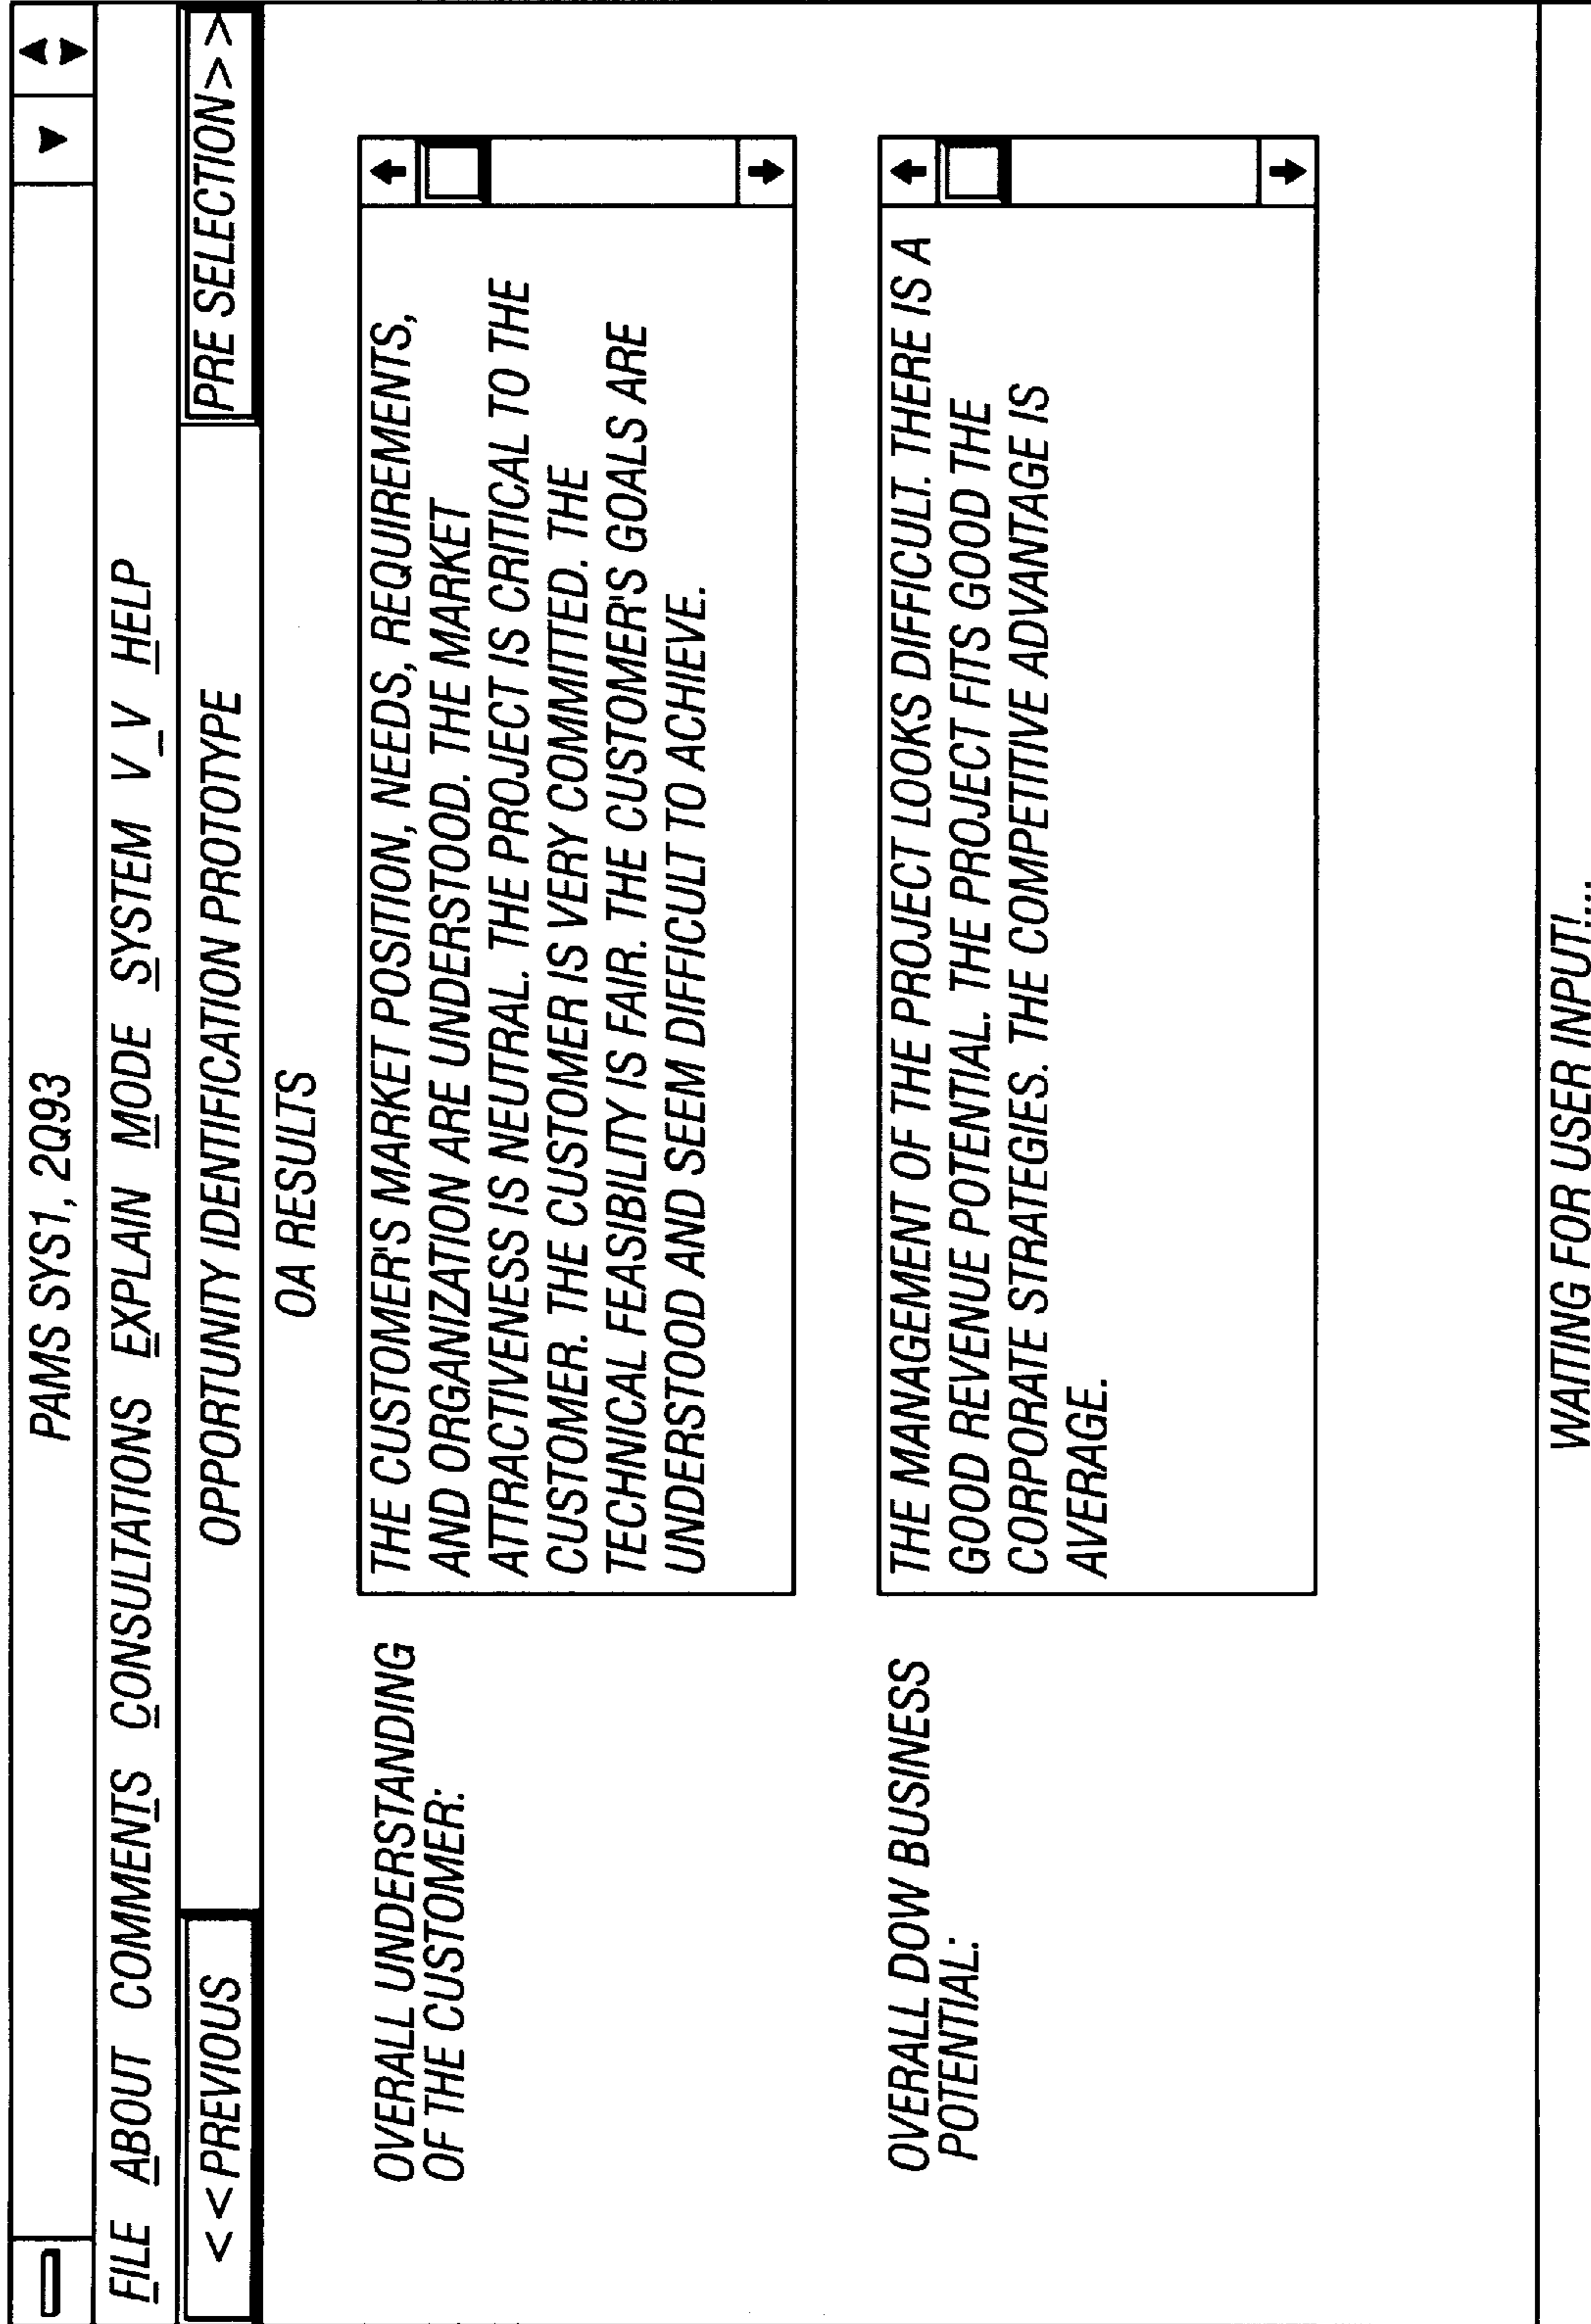 PAMS SYS1, 2Q93
FILE ABOUT COMMENTS CONSULTATIONS EXPLAIN MODE SYSTEM V V HELP
<<PREVIOUS
OPPORTUNITY IDENTIFICATION PROTOTYPE
PRE SELECTION>>
OA RESULTS
OVERALL UNDERSTANDING
OF THE CUSTOMER:
THE CUSTOMER'S MARKET POSITION, NEEDS, REQUIREMENTS,
AND ORGANIZATION ARE UNDERSTOOD. THE MARKET
ATTRACTIVENESS IS NEUTRAL. THE PROJECT IS CRITICAL TO THE
CUSTOMER. THE CUSTOMER IS VERY COMMITTED. THE
TECHNICAL FEASIBILITY IS FAIR. THE CUSTOMER'S GOALS ARE
UNDERSTOOD AND SEEM DIFFICULT TO ACHIEVE.
OVERALL DOW BUSINESS
POTENTIAL:
THE MANAGEMENT OF THE PROJECT LOOKS DIFFICULT. THERE IS A
GOOD REVENUE POTENTIAL. THE PROJECT FITS GOOD THE
CORPORATE STRATEGIES. THE COMPETITIVE ADVANTAGE IS
AVERAGE.
WAITING FOR USER INPUT!...